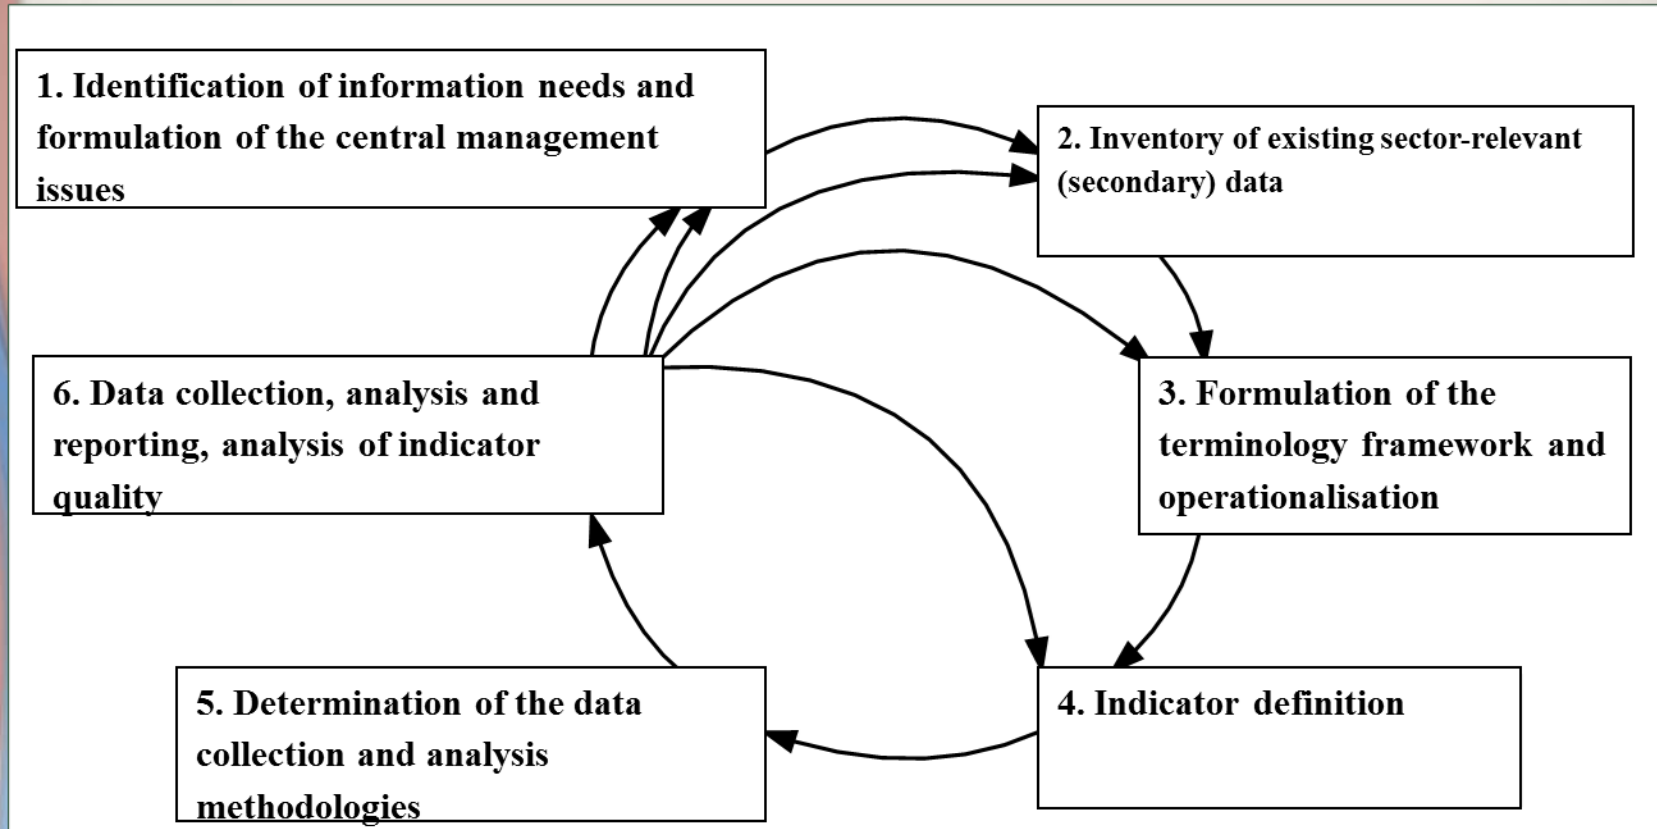 1. Identification of information needs and
formulation of the central management
issues
2. Inventory of existing sector-relevant
(secondary) data
3. Formulation of the
terminology framework and
operationalisation
4. Indicator definition
5. Determination of the data
collection and analysis
methodologies
6. Data collection, analysis and
reporting, analysis of indicator
quality